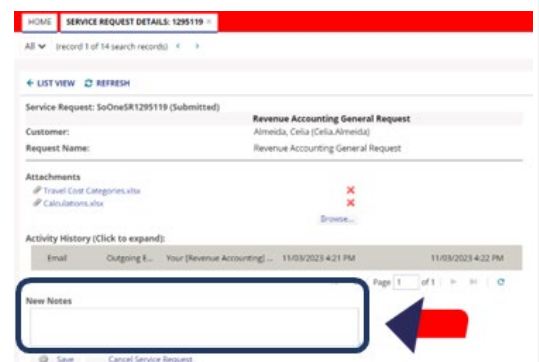 HOME SERVICE REQUEST DETAILS: 1295119 ×
All (record 1 of 14 search records)
LIST VIEW REFRESH
Service Request: SoOneSR1295119 (Submitted)
Revenue Accounting General Request
Customer: Almeida, Celia (Celia.Almeida)
Request Name: Revenue Accounting General Request
Attachments
Travel Cost Categories.xlsx
Calculations.xlsx
Browse...
Activity History (Click to expand):
Email Outgoing E... Your [Revenue Accounting] ... 11/03/2023 4:21 PM 11/03/2023 4:22 PM
Page 1 of 1
New Notes
Save Cancel Service Request